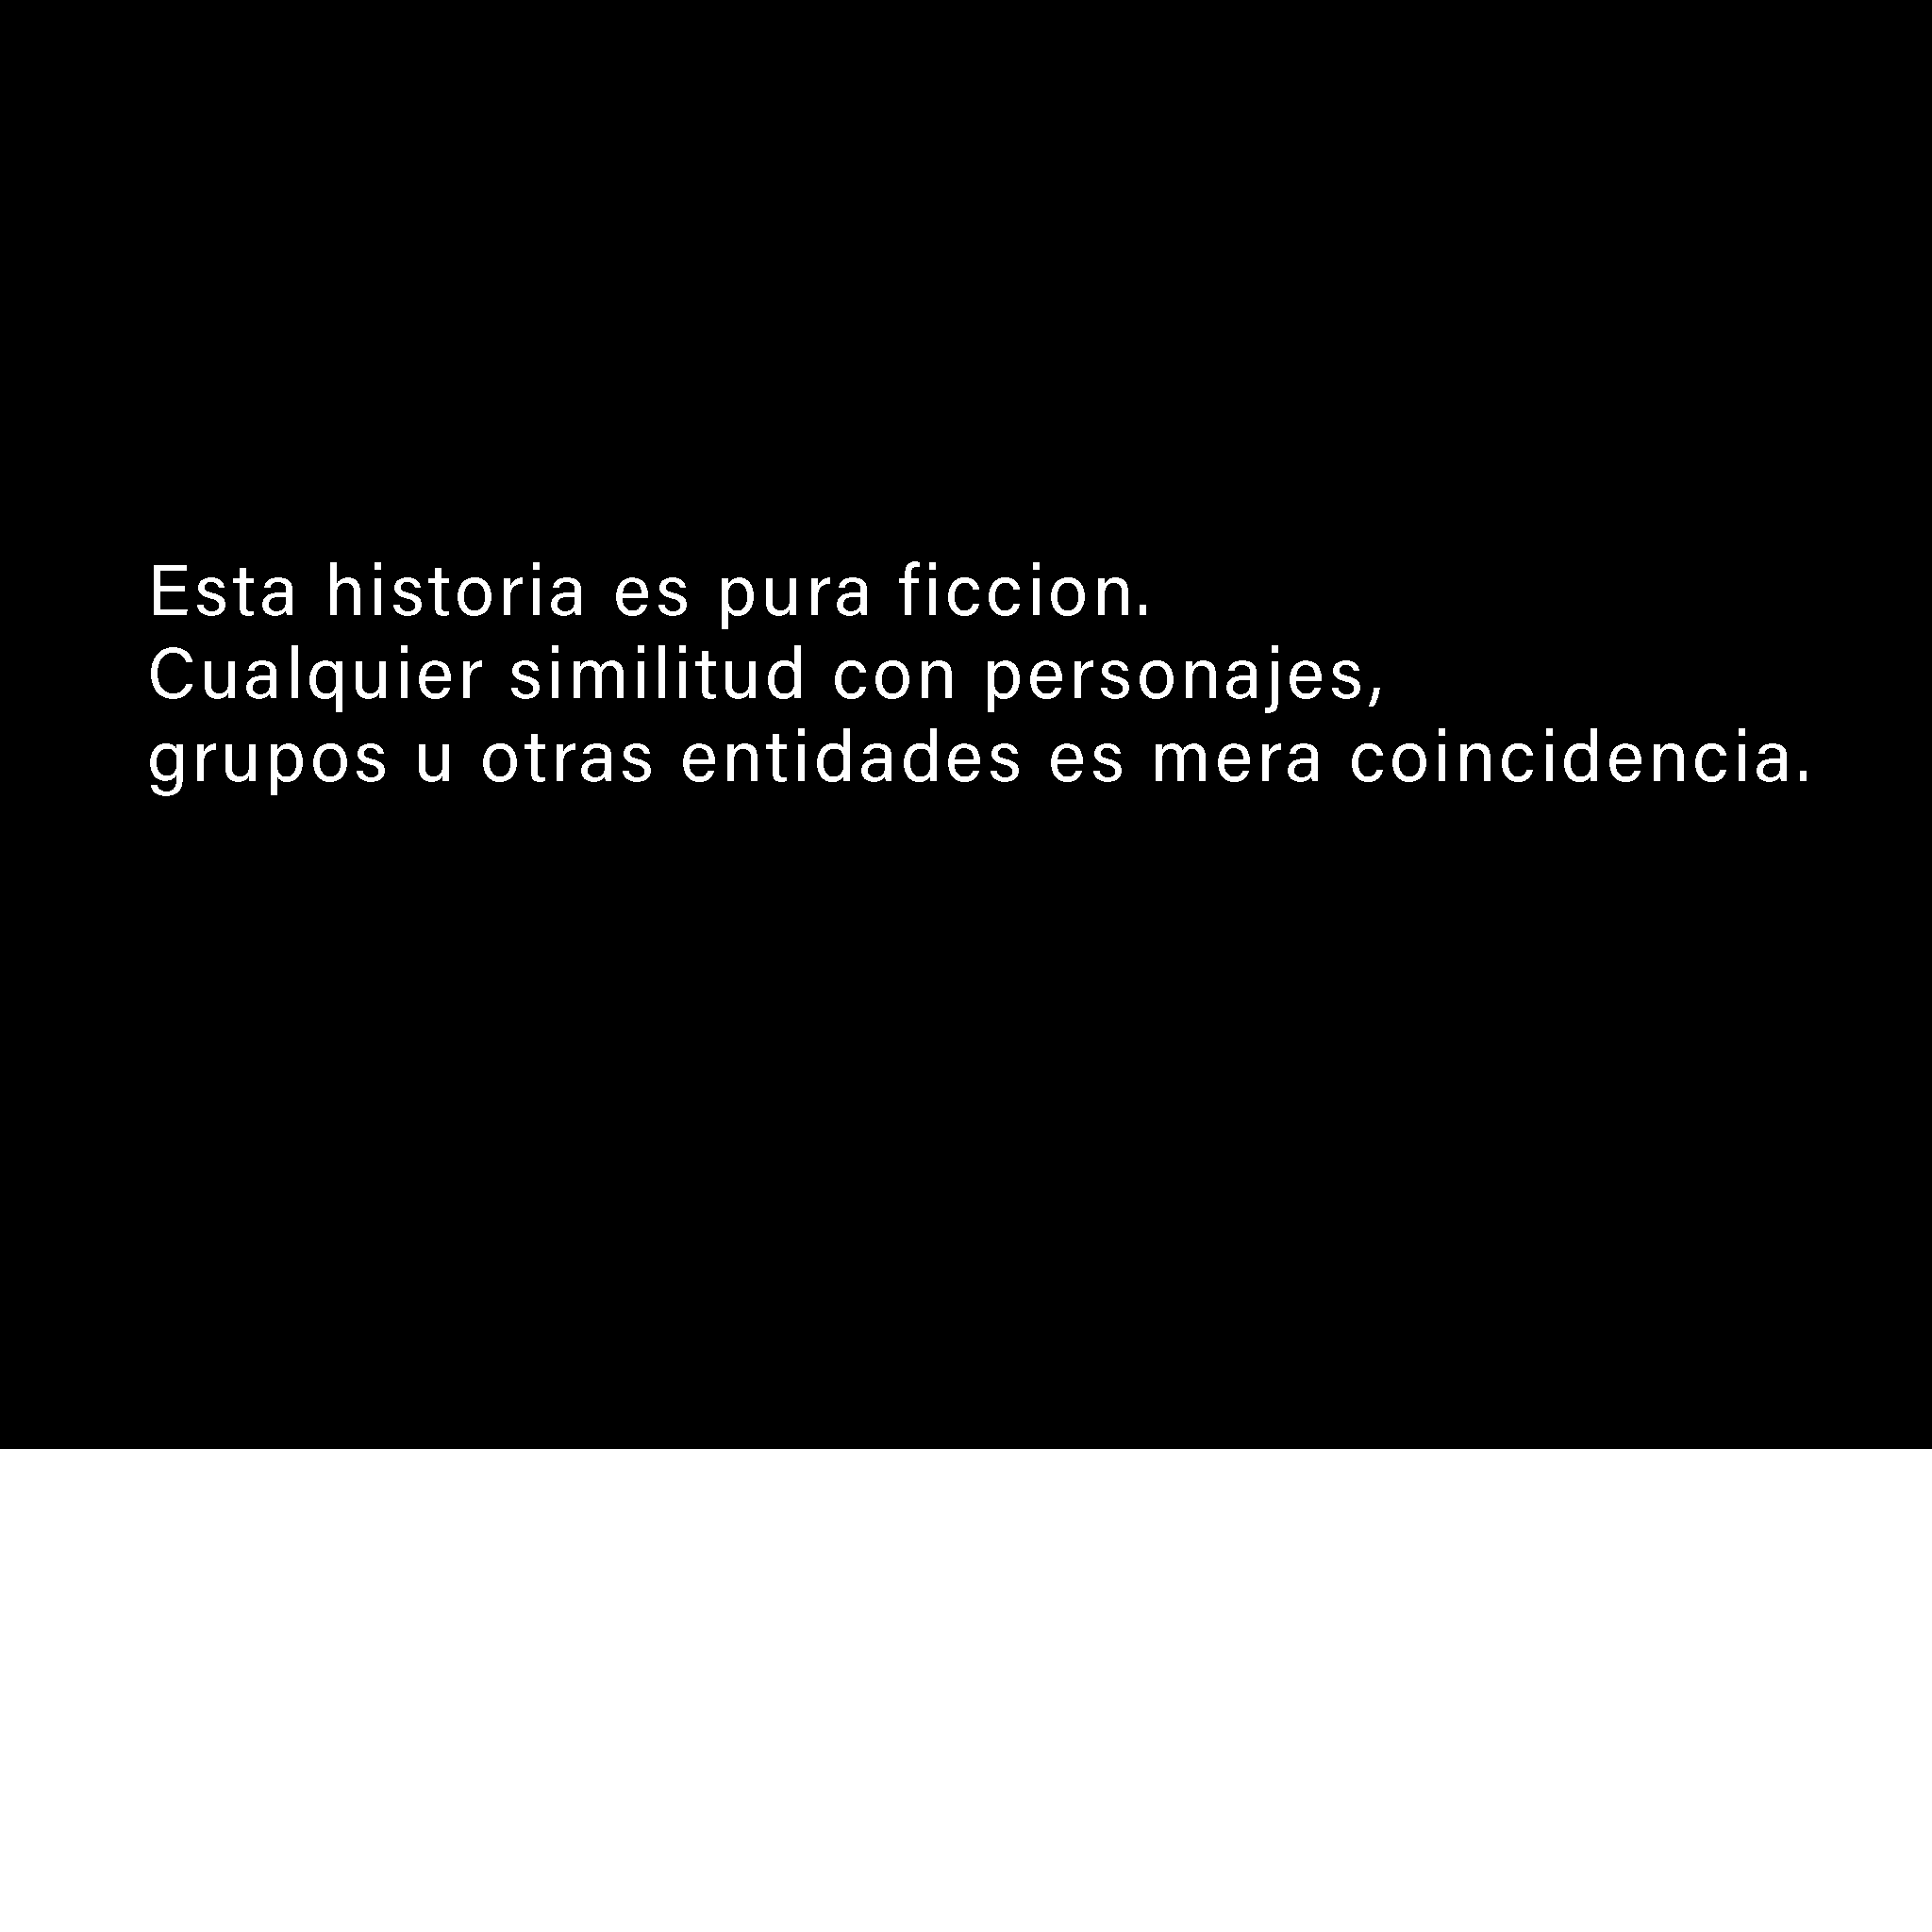 Esta historia es pura ficcion.
Cualquier similitud con personajes,
grupos u otras entidades es mera coincidencia.